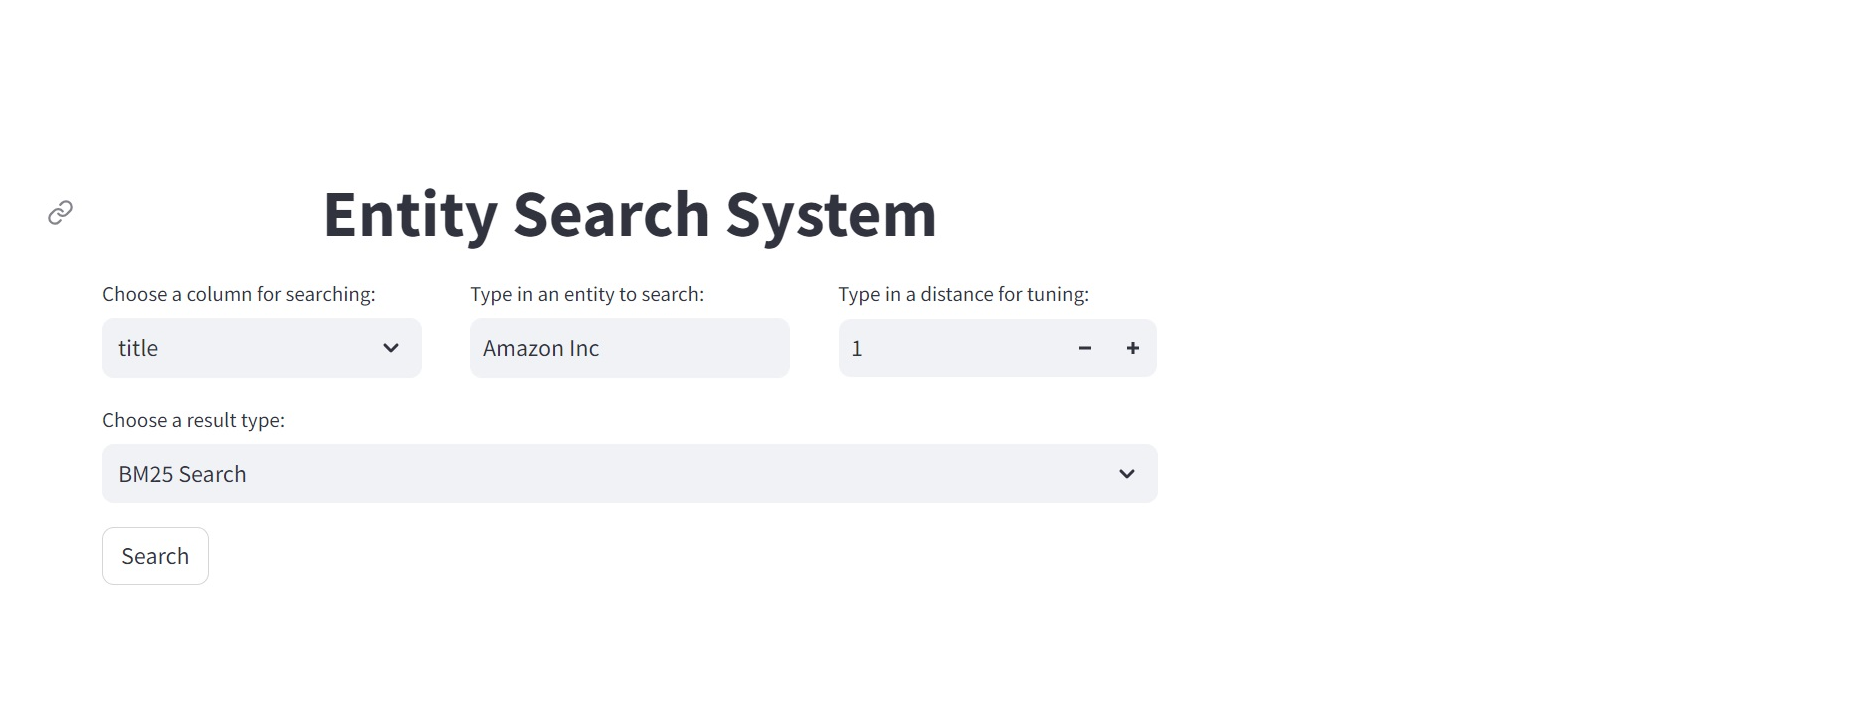 Entity Search System
Choose a column for searching:
title
Type in an entity to search:
Amazon Inc
Type in a distance for tuning:
1
Choose a result type:
BM25 Search
Search